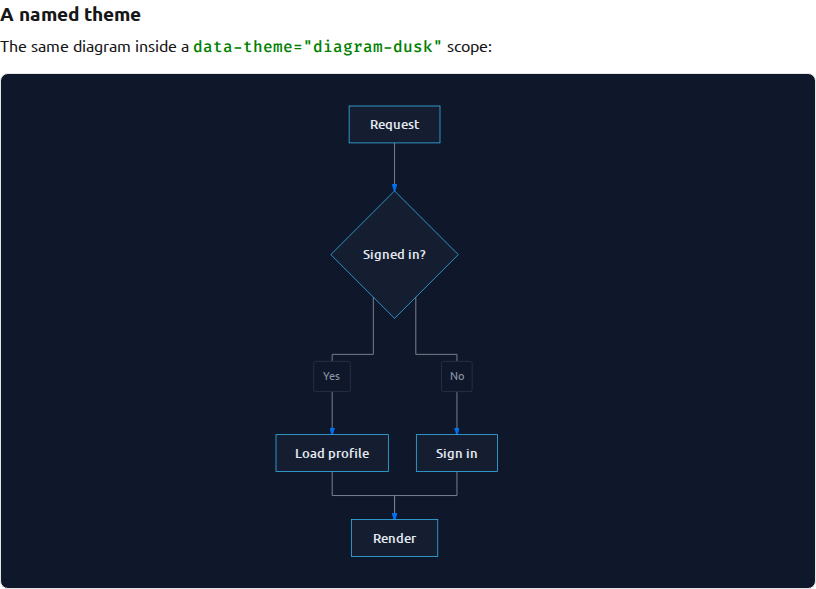 A named theme
The same diagram inside a data-theme="diagram-dusk" scope:
Request
Signed in?
Yes
No
Load profile
Sign in
Render